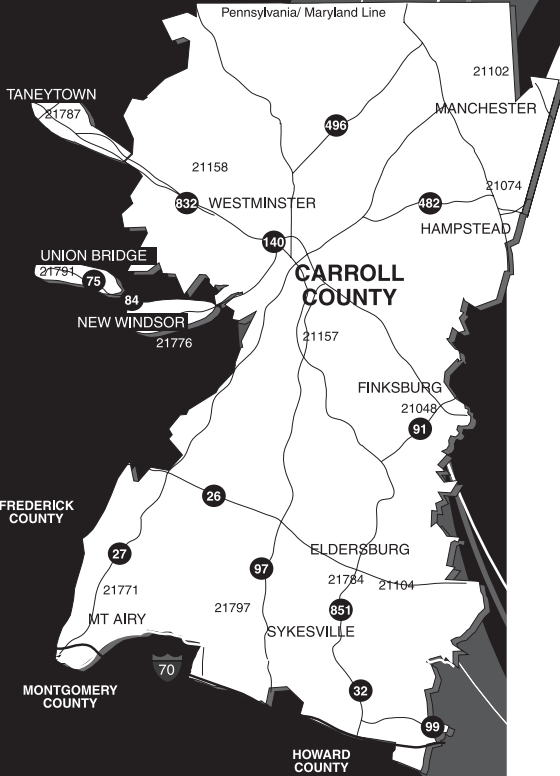 Pennsylvania/ Maryland Line
21102
TANEYTOWN
21787
MANCHESTER
496
21158
21074
832
WESTMINSTER
482
HAMPSTEAD
140
UNION BRIDGE
21791
75
CARROLL
COUNTY
84
NEW WINDSOR
21157
21776
FINKSBURG
21048
91
26
FREDERICK
COUNTY
27
ELDERSBURG
97
21784
21104
21771
21797
851
MT AIRY
SYKESVILLE
70
MONTGOMERY
COUNTY
32
99
HOWARD
COUNTY